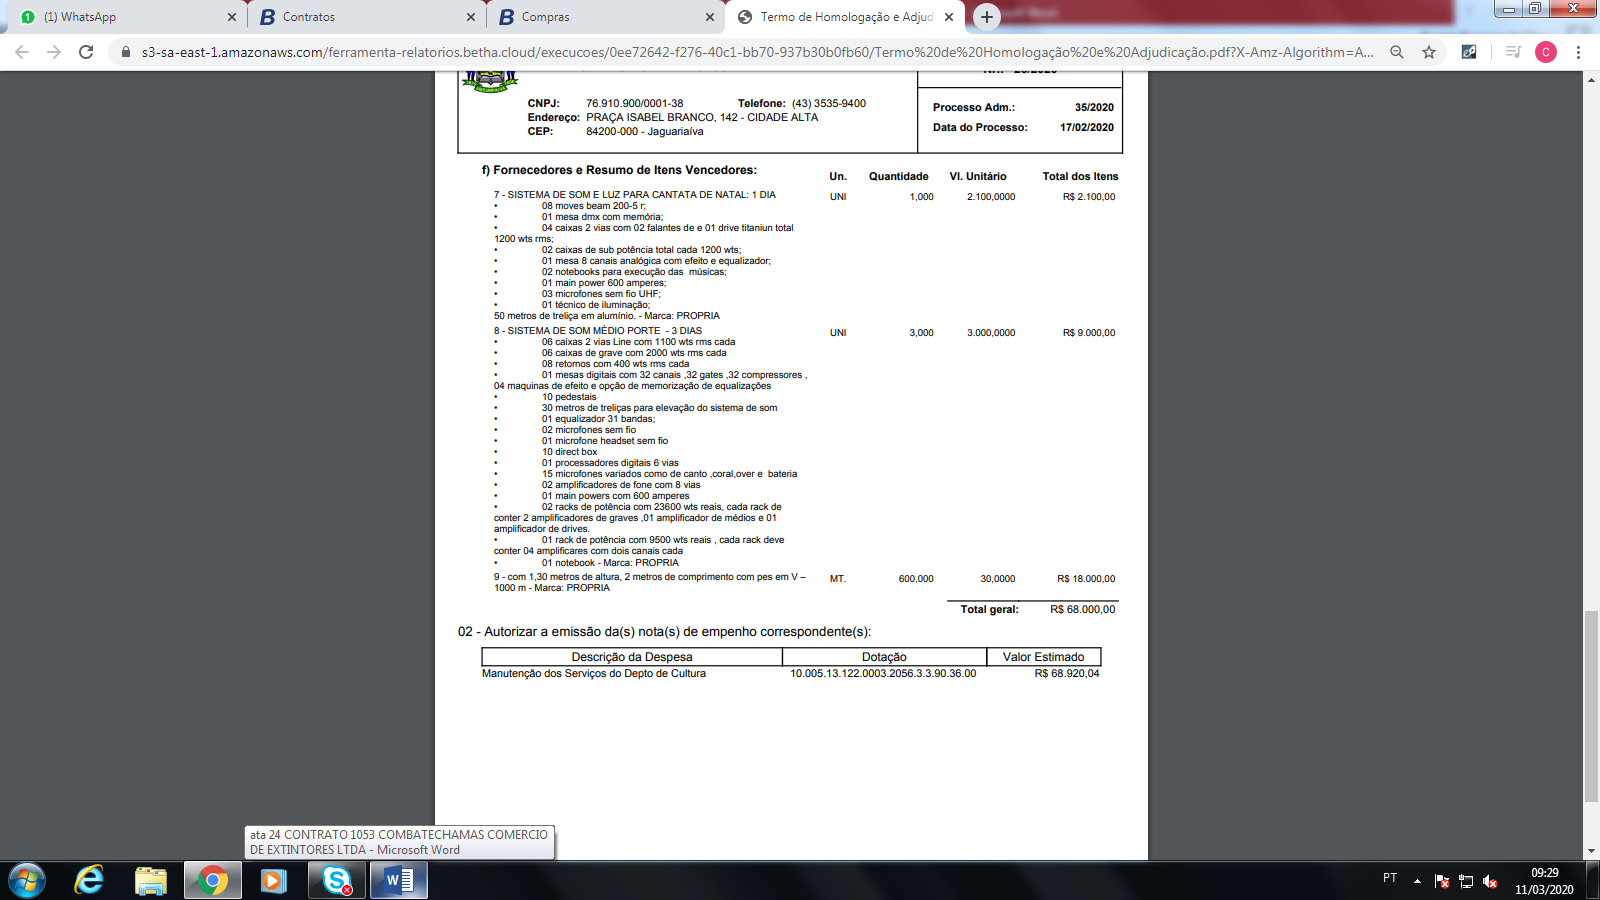 (1) WhatsApp
Contratos
Compras
Termo de Homologação e Adjud
s3-sa-east-1.amazonaws.com/ferramenta-relatorios.betha.cloud/execucoes/0ee72642-f276-40c1-bb70-937b30b0fb60/Termo%20de%20Homologação%20e%20Adjudicação.pdf?X-Amz-Algorithm=A...
C
CNPJ: 76.910.900/0001-38 Telefone: (43) 3535-9400
Endereço: PRAÇA ISABEL BRANCO, 142 - CIDADE ALTA
CEP: 84200-000 - Jaguariaíva
Processo Adm.: 35/2020
Data do Processo: 17/02/2020
f) Fornecedores e Resumo de Itens Vencedores:
Un. Quantidade Vl. Unitário Total dos Itens
7 - SISTEMA DE SOM E LUZ PARA CANTATA DE NATAL: 1 DIA UNI 1,000 2.100,0000 R$ 2.100,00
• 08 moves beam 200-5 r;
• 01 mesa dmx com memória;
• 04 caixas 2 vias com 02 falantes de e 01 drive titaniun total
1200 wts rms;
• 02 caixas de sub potência total cada 1200 wts;
• 01 mesa 8 canais analógica com efeito e equalizador;
• 02 notebooks para execução das músicas;
• 01 main power 600 amperes;
• 03 microfones sem fio UHF;
• 01 técnico de iluminação;
50 metros de treliça em alumínio. - Marca: PROPRIA
8 - SISTEMA DE SOM MÉDIO PORTE - 3 DIAS UNI 3,000 3.000,0000 R$ 9.000,00
• 06 caixas 2 vias Line com 1100 wts rms cada
• 06 caixas de grave com 2000 wts rms cada
• 08 retornos com 400 wts rms cada
• 01 mesas digitais com 32 canais ,32 gates ,32 compressores ,
04 maquinas de efeito e opção de memorização de equalizações
• 10 pedestais
• 30 metros de treliças para elevação do sistema de som
• 01 equalizador 31 bandas;
• 02 microfones sem fio
• 01 microfone headset sem fio
• 10 direct box
• 01 processadores digitais 6 vias
• 15 microfones variados como de canto ,coral,over e bateria
• 02 amplificadores de fone com 8 vias
• 01 main powers com 600 amperes
• 02 racks de potência com 23600 wts reais, cada rack de
conter 2 amplificadores de graves ,01 amplificador de médios e 01
amplificador de drives.
• 01 rack de potência com 9500 wts reais , cada rack deve
conter 04 amplificares com dois canais cada
• 01 notebook - Marca: PROPRIA
9 - com 1,30 metros de altura, 2 metros de comprimento com pes em V – MT. 600,000 30,0000 R$ 18.000,00
1000 m - Marca: PROPRIA
Total geral: R$ 68.000,00
02 - Autorizar a emissão da(s) nota(s) de empenho correspondente(s):
Descrição da Despesa Dotação Valor Estimado
Manutenção dos Serviços do Depto de Cultura 10.005.13.122.0003.2056.3.3.90.36.00 R$ 68.920,04
ata 24 CONTRATO 1053 COMBATECHAMAS COMERCIO
DE EXTINTORES LTDA - Microsoft Word
PT
09:29
11/03/2020